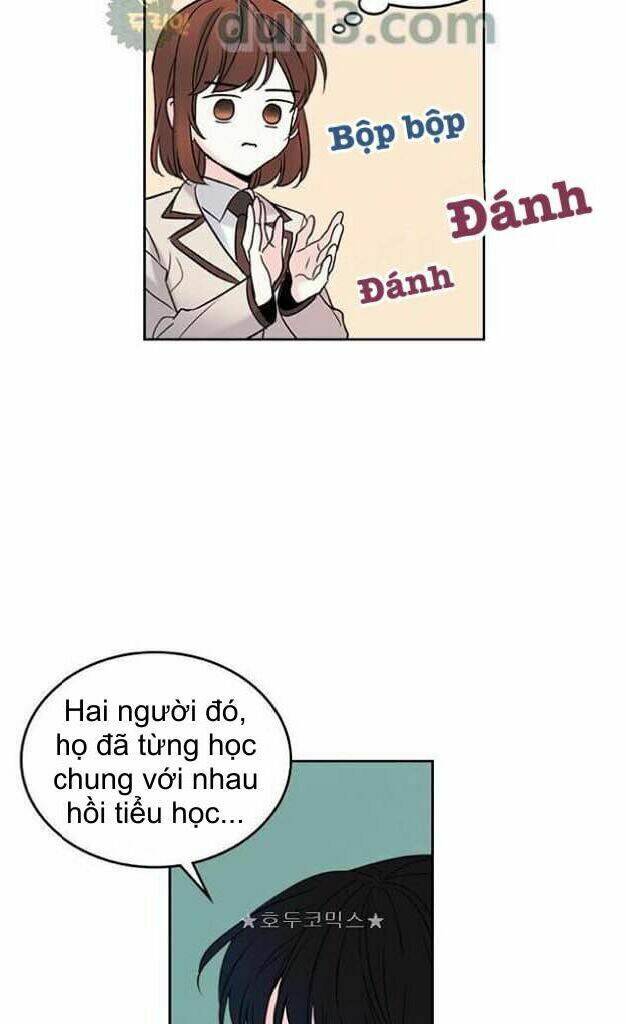 duri3.com
Bộp bộp
Đánh
Đánh
Hai người đó,
họ đã từng học
chung với nhau
hồi tiểu học...
★호두코믹스★